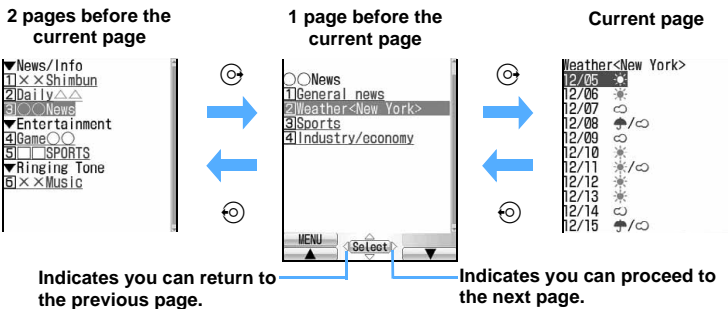 2 pages before the
current page
1 page before the
current page
Current page
▼News/Info
1××Shimbun
2Daily△△
3○○News
▼Entertainment
4Game○○
5□□SPORTS
▼Ringing Tone
6××Music
○○News
1General news
2Weather<New York>
3Sports
4Industry/economy
MENU
Select
▲
▼
Weather<New York>
12/05 ☀
12/06 ☀
12/07 ☁
12/08 ☂/☁
12/09 ☁
12/10 ☀
12/11 ☀/☁
12/12 ☀
12/13 ☀
12/14 ☁
12/15 ☂/☁
Indicates you can return to
the previous page.
Indicates you can proceed to
the next page.